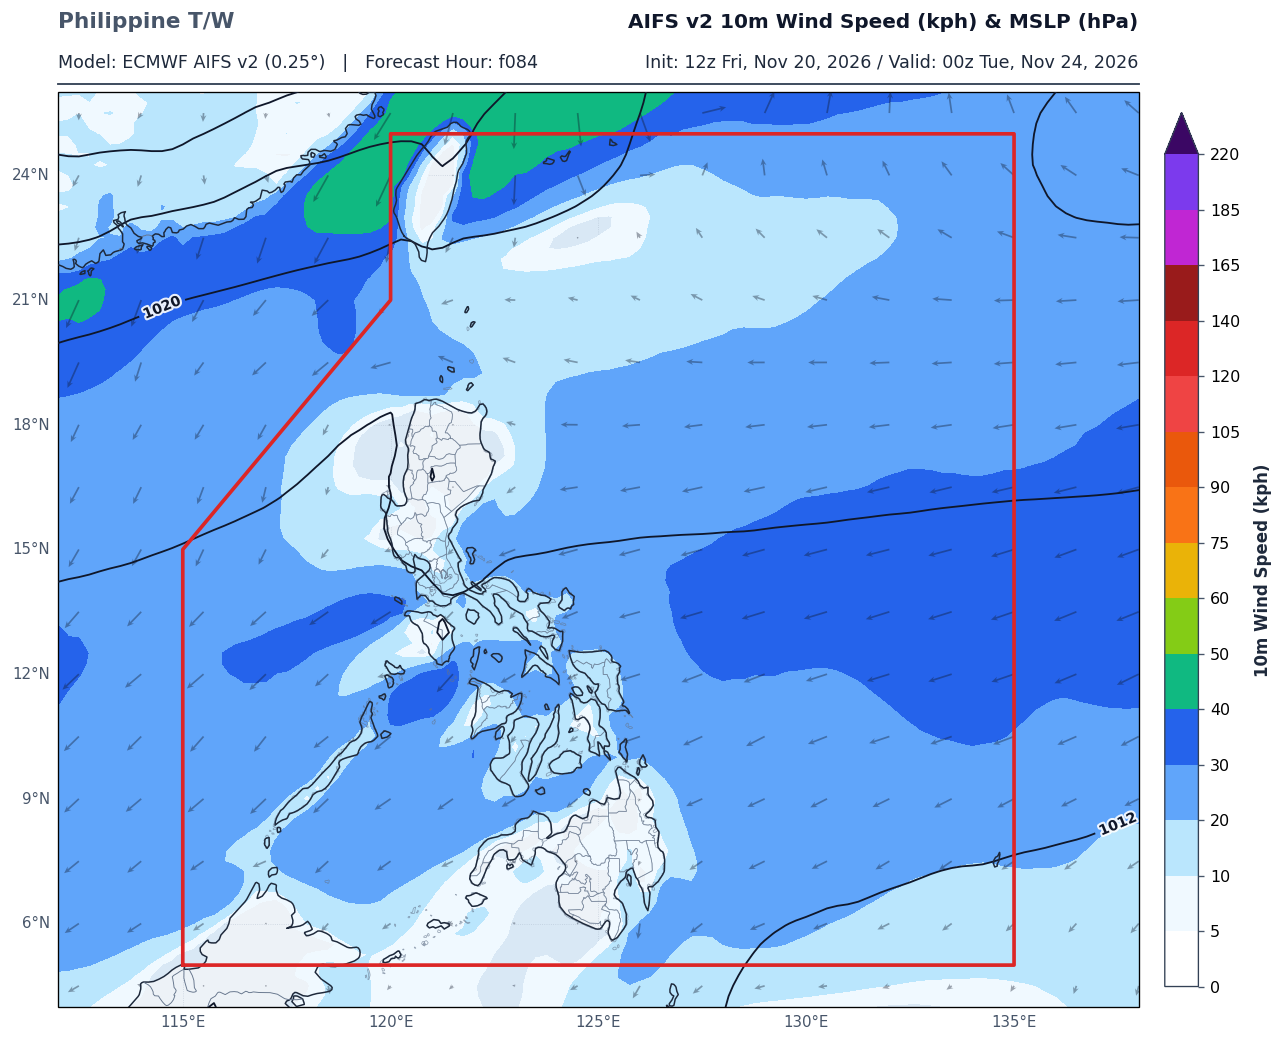 Philippine T/W
AIFS v2 10m Wind Speed (kph) & MSLP (hPa)
Model: ECMWF AIFS v2 (0.25°)   |   Forecast Hour: f084
Init: 12z Fri, Nov 20, 2026 / Valid: 00z Tue, Nov 24, 2026
24°N
21°N
18°N
15°N
12°N
9°N
6°N
1020
1012
115°E
120°E
125°E
130°E
135°E
220
185
165
140
120
105
90
75
60
50
40
30
20
10
5
0
10m Wind Speed (kph)